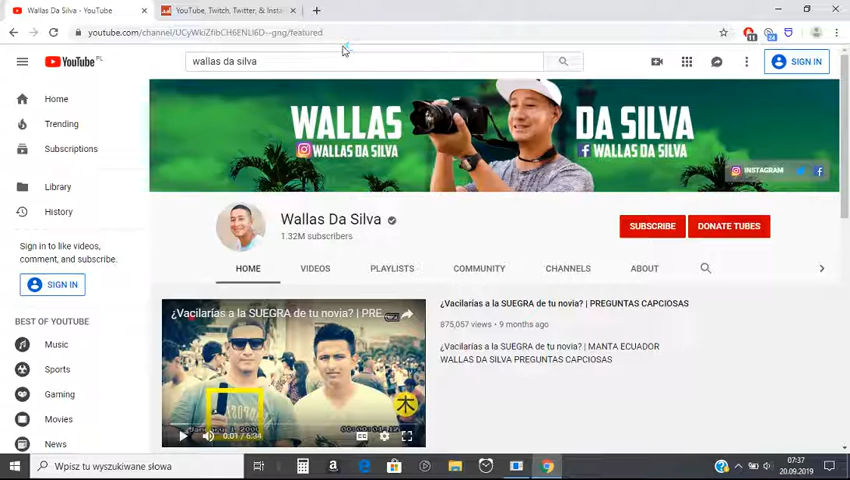 Wallas Da Silva - YouTube
YouTube, Twitch, Twitter, & Insta
youtube.com/channel/UCyWkiZfibCH6ENLI6D--gng/featured
YouTube PL
wallas da silva
SIGN IN
Home
Trending
Subscriptions
Library
History
Sign in to like videos,
comment, and subscribe.
SIGN IN
BEST OF YOUTUBE
Music
Sports
Gaming
Movies
News
WALLAS DA SILVA
WALLAS DA SILVA
WALLAS DA SILVA
INSTAGRAM
Wallas Da Silva
1.32M subscribers
SUBSCRIBE
DONATE TUBES
HOME
VIDEOS
PLAYLISTS
COMMUNITY
CHANNELS
ABOUT
¿Vacilarías a la SUEGRA de tu novia? | PRE...
0:01 / 6:34
¿Vacilarías a la SUEGRA de tu novia? | PREGUNTAS CAPCIOSAS
875,057 views • 9 months ago
¿Vacilarías a la SUEGRA de tu novia? | MANTA ECUADOR
WALLAS DA SILVA PREGUNTAS CAPCIOSAS
Wpisz tu wyszukiwane słowa
07:37
20.09.2019